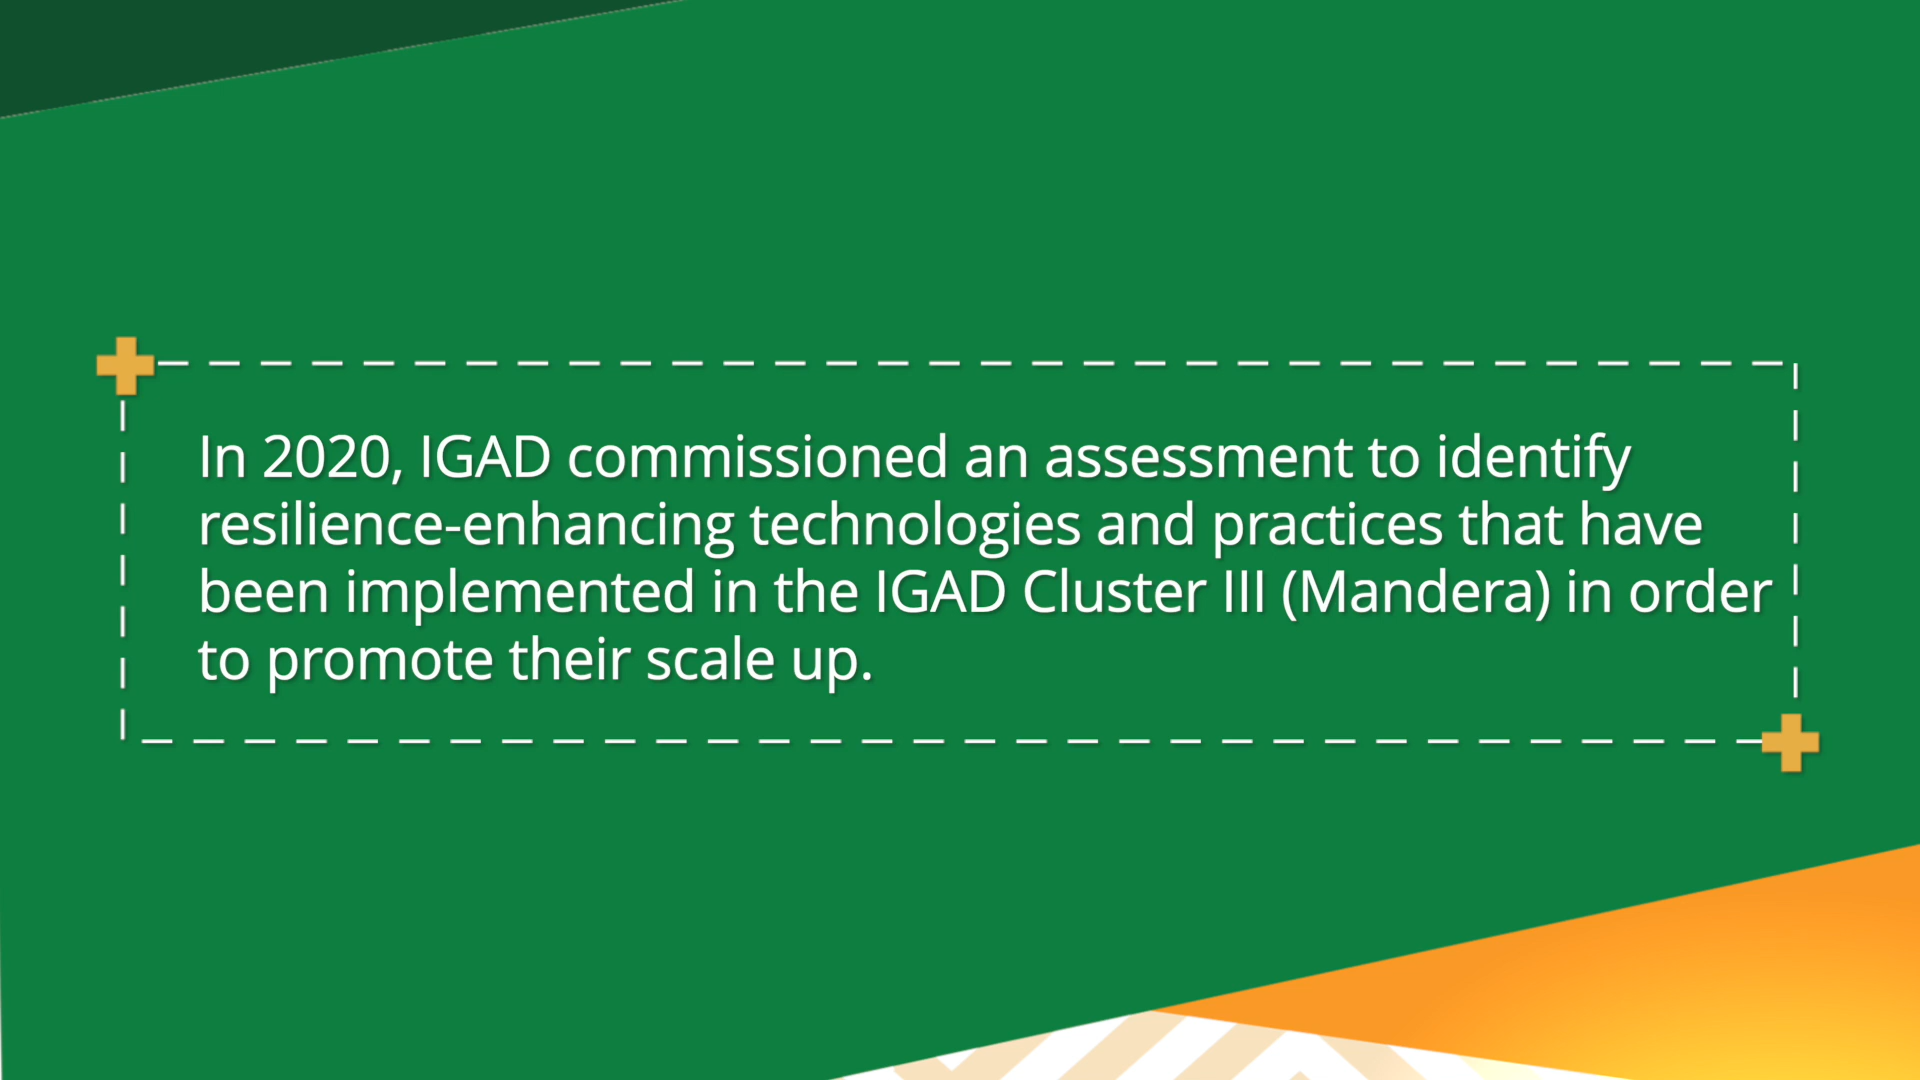 In 2020, IGAD commissioned an assessment to identify
resilience-enhancing technologies and practices that have
been implemented in the IGAD Cluster III (Mandera) in order
to promote their scale up.